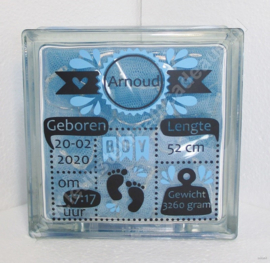 Arnoud
Geboren
Lengte
20-02
2020
BOY
52 cm
om
17:17
uur
Gewicht
3260 gram